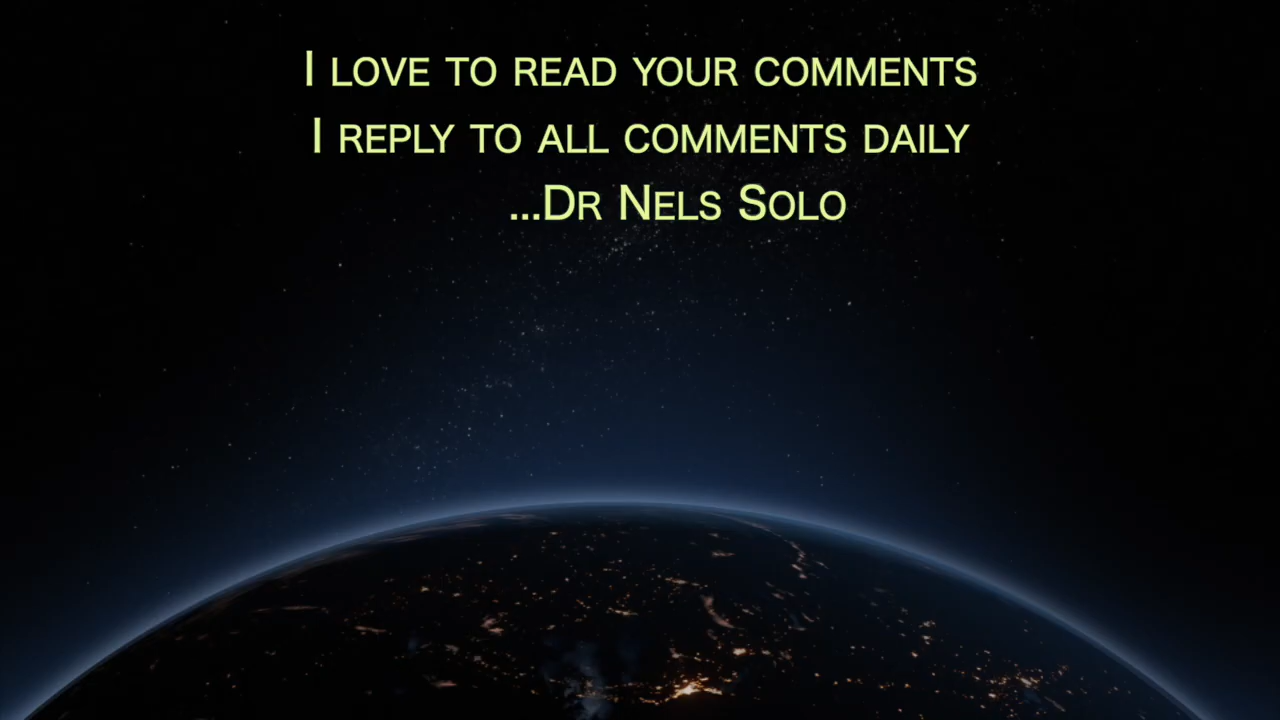 I LOVE TO READ YOUR COMMENTS
I REPLY TO ALL COMMENTS DAILY
...DR NELS SOLO